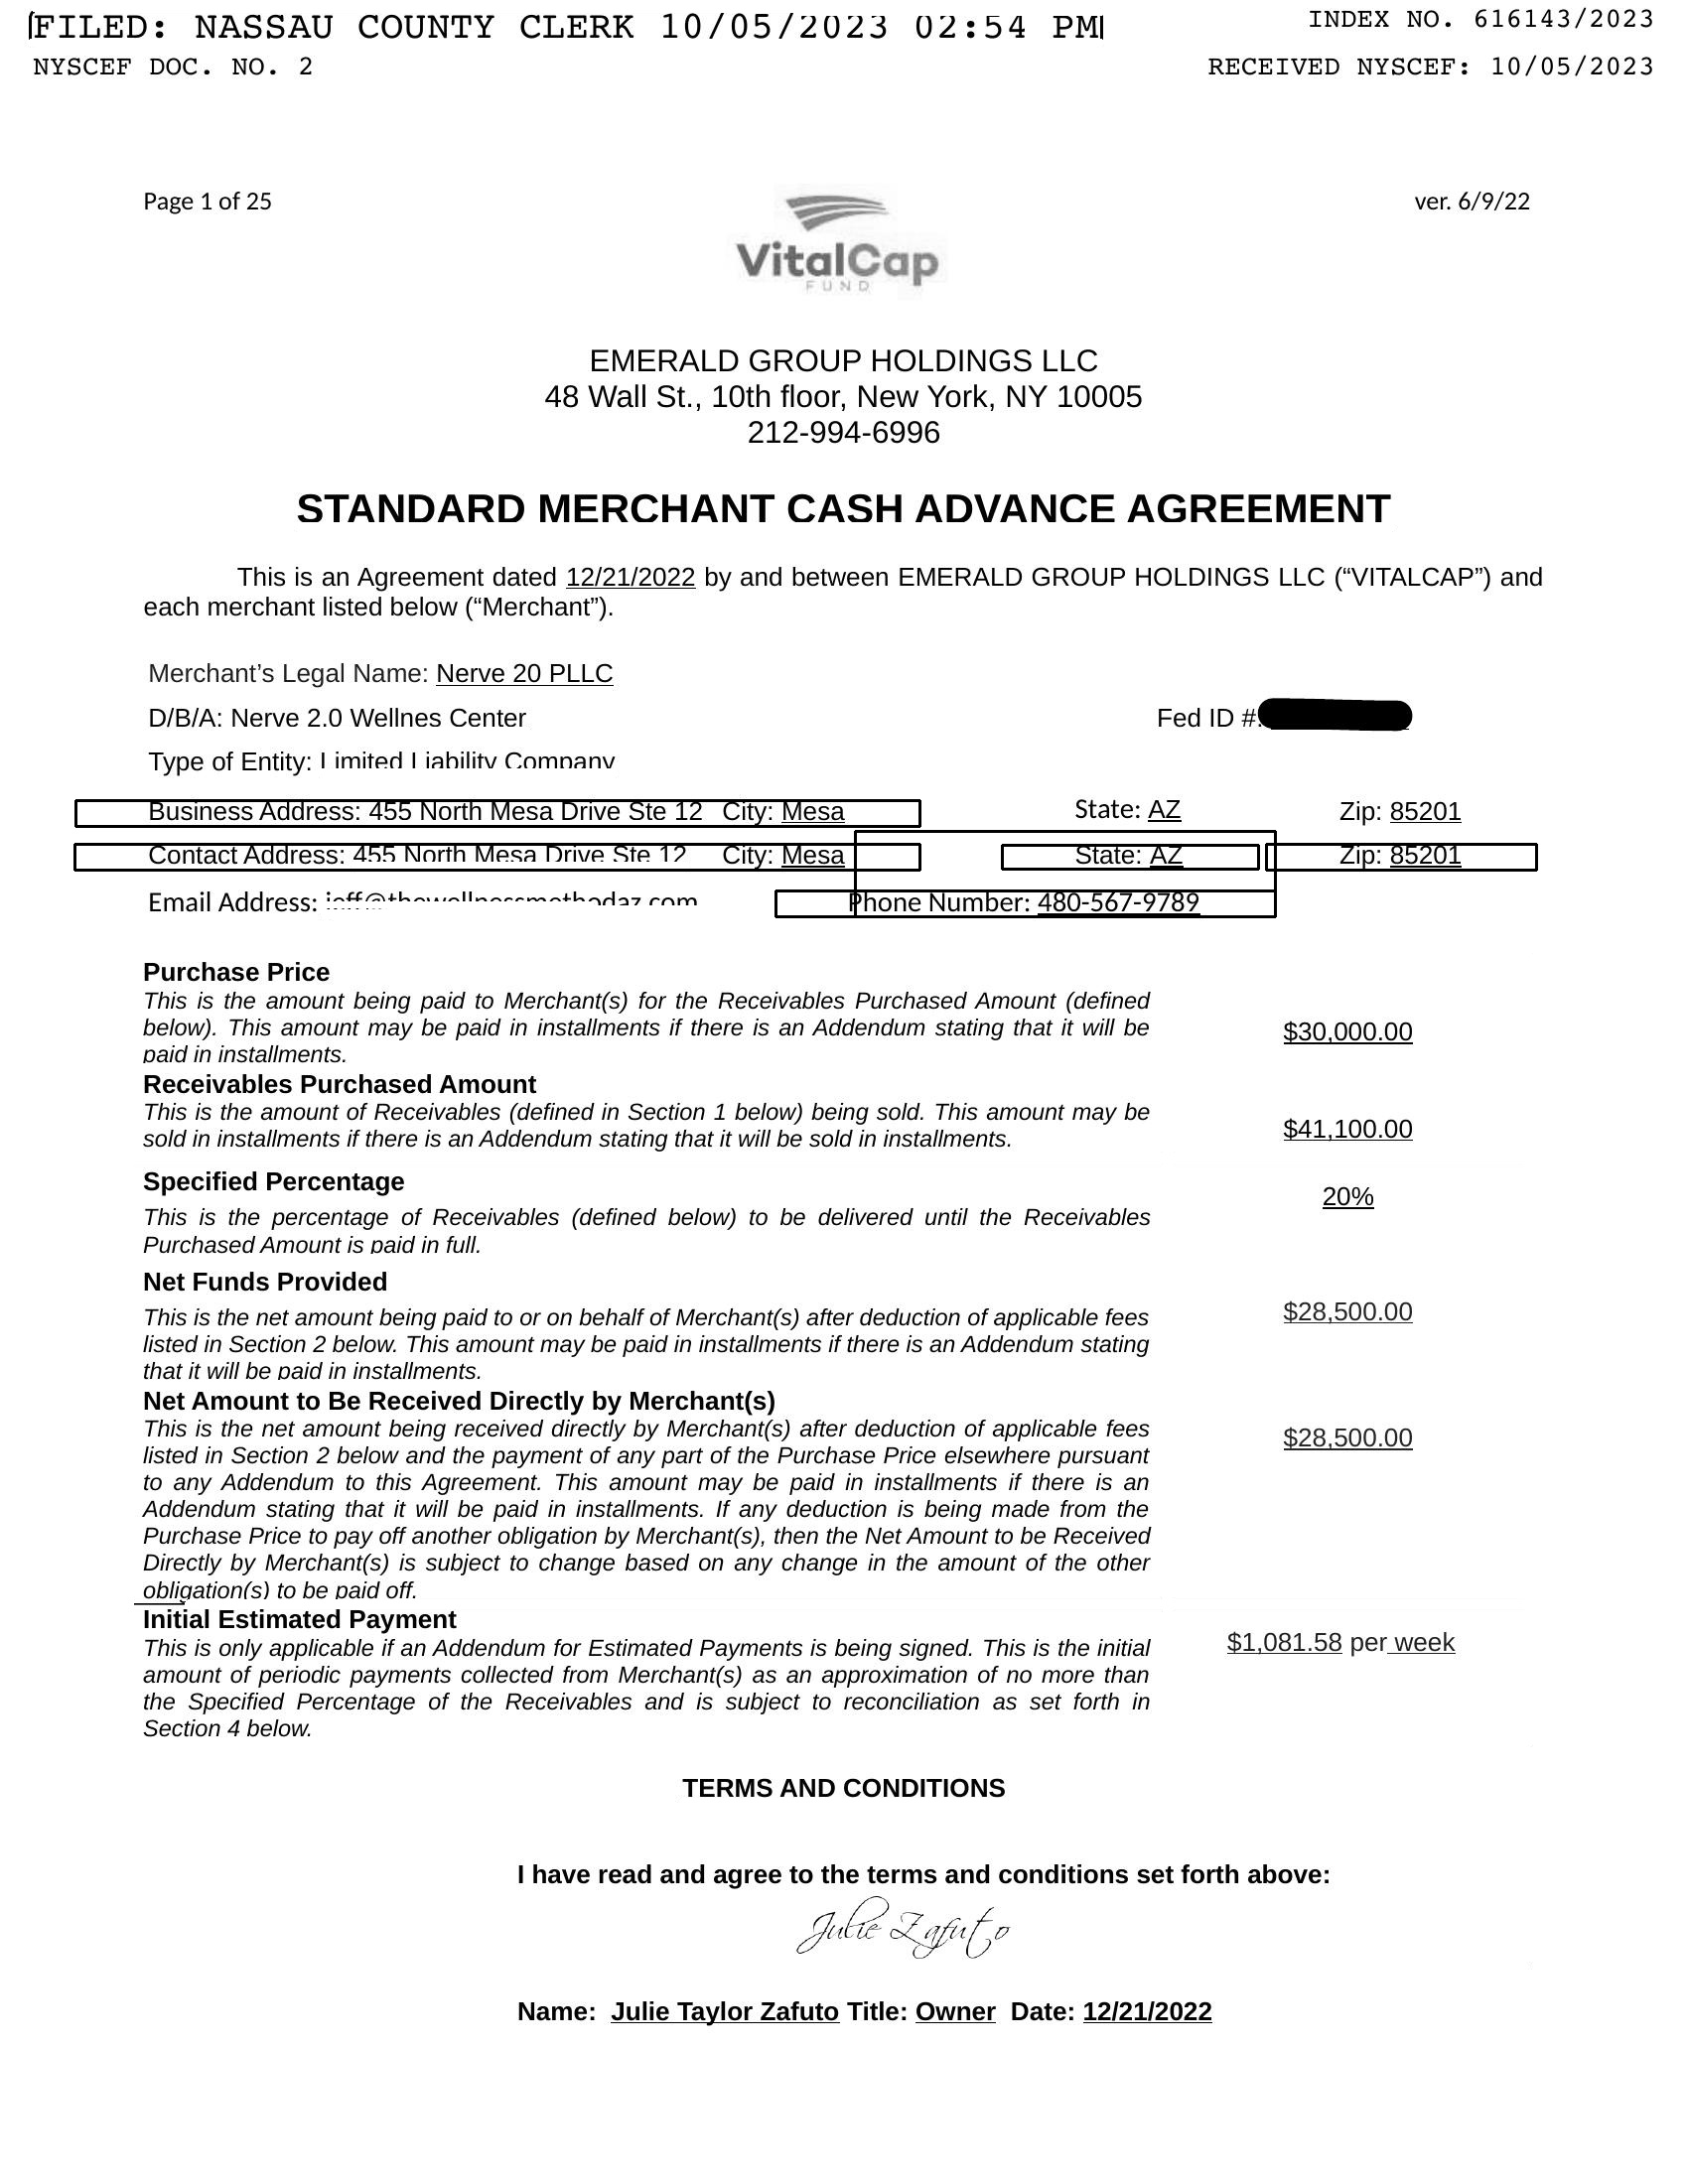 FILED: NASSAU COUNTY CLERK 10/05/2023 02:54 PM
INDEX NO. 616143/2023
NYSCEF DOC. NO. 2
RECEIVED NYSCEF: 10/05/2023
Page 1 of 25
ver. 6/9/22
VitalCap
FUND
EMERALD GROUP HOLDINGS LLC
48 Wall St., 10th floor, New York, NY 10005
212-994-6996
STANDARD MERCHANT CASH ADVANCE AGREEMENT
This is an Agreement dated 12/21/2022 by and between EMERALD GROUP HOLDINGS LLC (“VITALCAP”) and
each merchant listed below (“Merchant”).
Merchant’s Legal Name: Nerve 20 PLLC
D/B/A: Nerve 2.0 Wellnes Center
Fed ID #:
Type of Entity: Limited Liability Company
Business Address: 455 North Mesa Drive Ste 12 City: Mesa State: AZ Zip: 85201
Contact Address: 455 North Mesa Drive Ste 12 City: Mesa State: AZ Zip: 85201
Email Address: jeff@thewellnessmethodaz.com Phone Number: 480-567-9789
Purchase Price
This is the amount being paid to Merchant(s) for the Receivables Purchased Amount (defined
below). This amount may be paid in installments if there is an Addendum stating that it will be
paid in installments.
$30,000.00
Receivables Purchased Amount
This is the amount of Receivables (defined in Section 1 below) being sold. This amount may be
sold in installments if there is an Addendum stating that it will be sold in installments.
$41,100.00
Specified Percentage
20%
This is the percentage of Receivables (defined below) to be delivered until the Receivables
Purchased Amount is paid in full.
Net Funds Provided
This is the net amount being paid to or on behalf of Merchant(s) after deduction of applicable fees
listed in Section 2 below. This amount may be paid in installments if there is an Addendum stating
that it will be paid in installments.
$28,500.00
Net Amount to Be Received Directly by Merchant(s)
This is the net amount being received directly by Merchant(s) after deduction of applicable fees
listed in Section 2 below and the payment of any part of the Purchase Price elsewhere pursuant
to any Addendum to this Agreement. This amount may be paid in installments if there is an
Addendum stating that it will be paid in installments. If any deduction is being made from the
Purchase Price to pay off another obligation by Merchant(s), then the Net Amount to be Received
Directly by Merchant(s) is subject to change based on any change in the amount of the other
obligation(s) to be paid off.
$28,500.00
Initial Estimated Payment
This is only applicable if an Addendum for Estimated Payments is being signed. This is the initial
amount of periodic payments collected from Merchant(s) as an approximation of no more than
the Specified Percentage of the Receivables and is subject to reconciliation as set forth in
Section 4 below.
$1,081.58 per week
TERMS AND CONDITIONS
I have read and agree to the terms and conditions set forth above:
Julie Zafuto
Name: Julie Taylor Zafuto Title: Owner Date: 12/21/2022